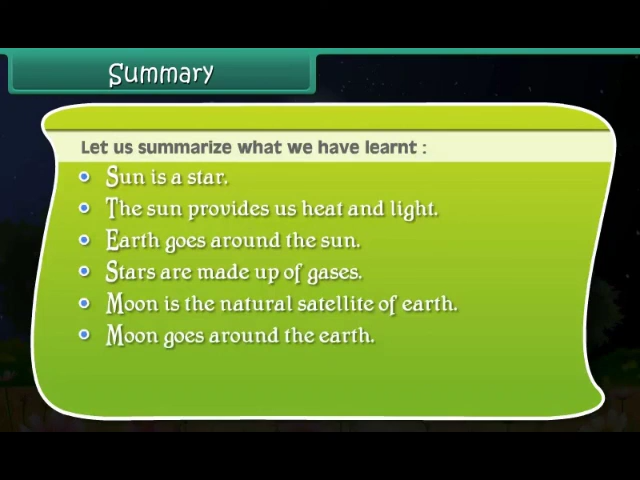 Summary
Let us summarize what we have learnt :
Sun is a star.
The sun provides us heat and light.
Earth goes around the sun.
Stars are made up of gases.
Moon is the natural satellite of earth.
Moon goes around the earth.